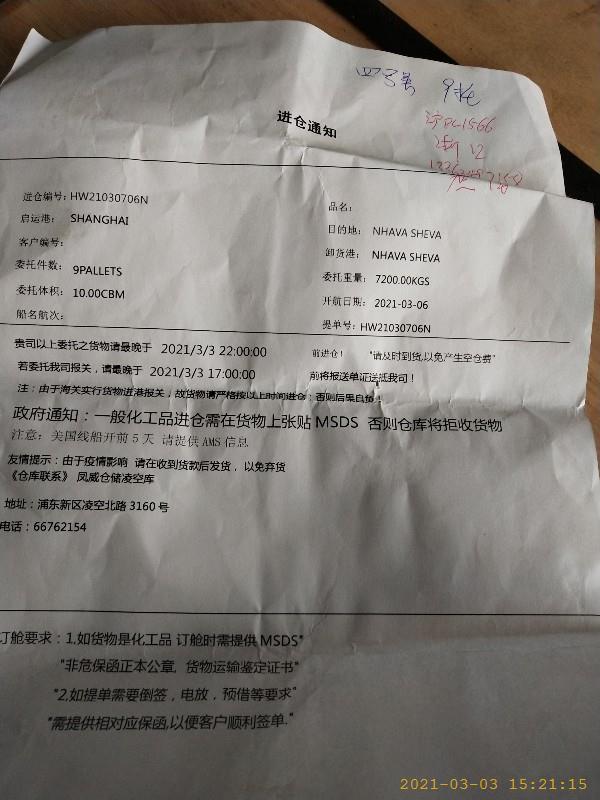 四号 9托
进仓通知
进仓编号: HW21030706N
品名:
启运港: SHANGHAI
目的地: NHAVA SHEVA
客户编号:
卸货港: NHAVA SHEVA
委托件数: 9PALLETS
委托重量: 7200.00KGS
委托体积: 10.00CBM
开航日期: 2021-03-06
船名航次:
提单号: HW21030706N
贵司以上委托之货物请最晚于 2021/3/3 22:00:00 前进仓! "请及时到货,以免产生空仓费"
若委托我司报关,请最晚于 2021/3/3 17:00:00 前将报送单证送抵我司!
注:由于海关实行货物进港报关,故货物请严格按以上时间进仓;否则后果自负!
政府通知:一般化工品进仓需在货物上张贴 MSDS 否则仓库将拒收货物
注意: 美国线船开前 5 天 请提供 AMS 信息
友情提示:由于疫情影响 请在收到货款后发货, 以免弃货
《仓库联系》 凤威仓储凌空库
地址:浦东新区凌空北路 3160 号
电话:66762154
订舱要求:1,如货物是化工品 订舱时需提供 MSDS"
"非危保函正本公章, 货物运输鉴定证书"
"2,如提单需要倒签,电放,预借等要求"
"需提供相对应保函,以便客户顺利签单."
2021-03-03 15:21:15